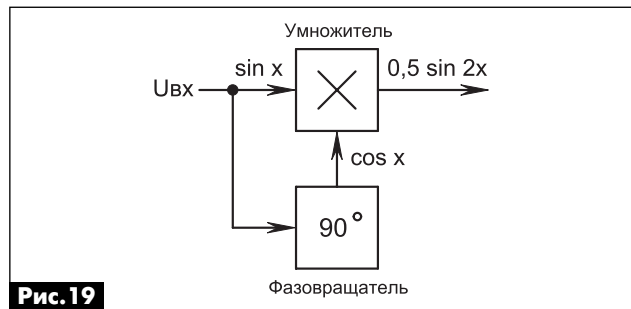 Умножитель
sin x
0,5 sin 2x
Uвх
cos x
90°
Фазовращатель
Рис.19